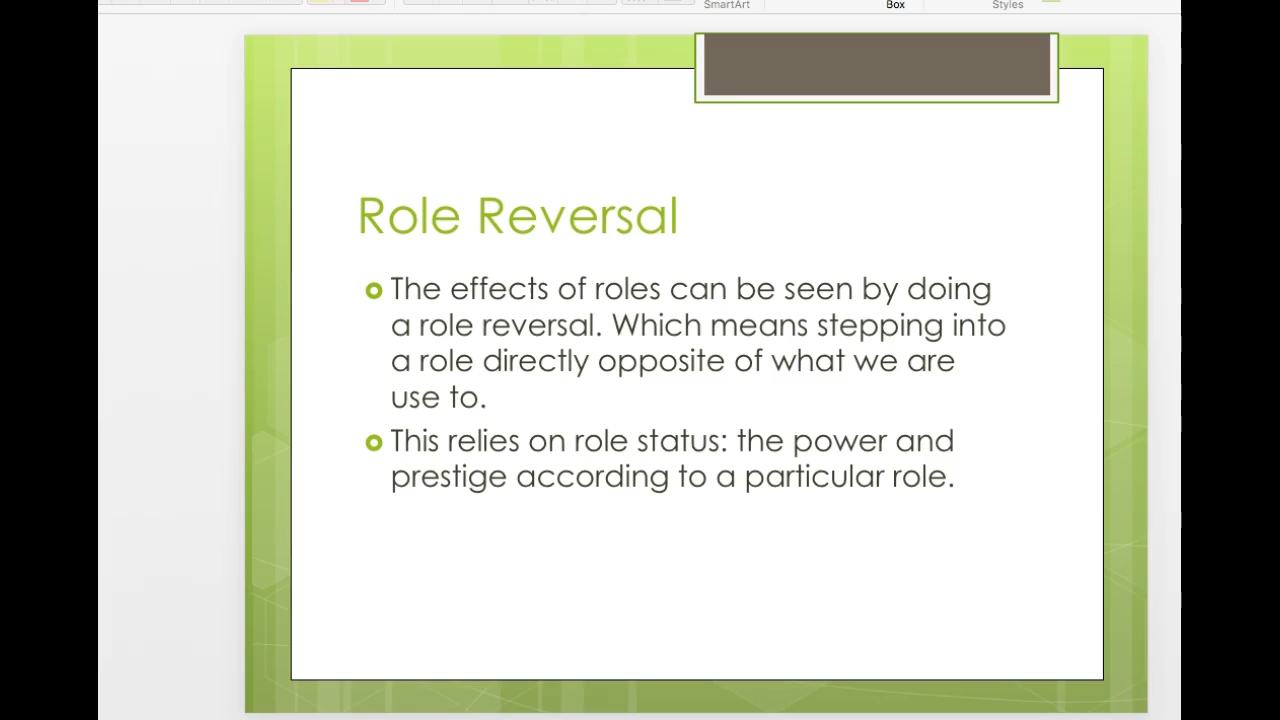 SmartArt
Box
Styles
Role Reversal
The effects of roles can be seen by doing
a role reversal. Which means stepping into
a role directly opposite of what we are
use to.
This relies on role status: the power and
prestige according to a particular role.